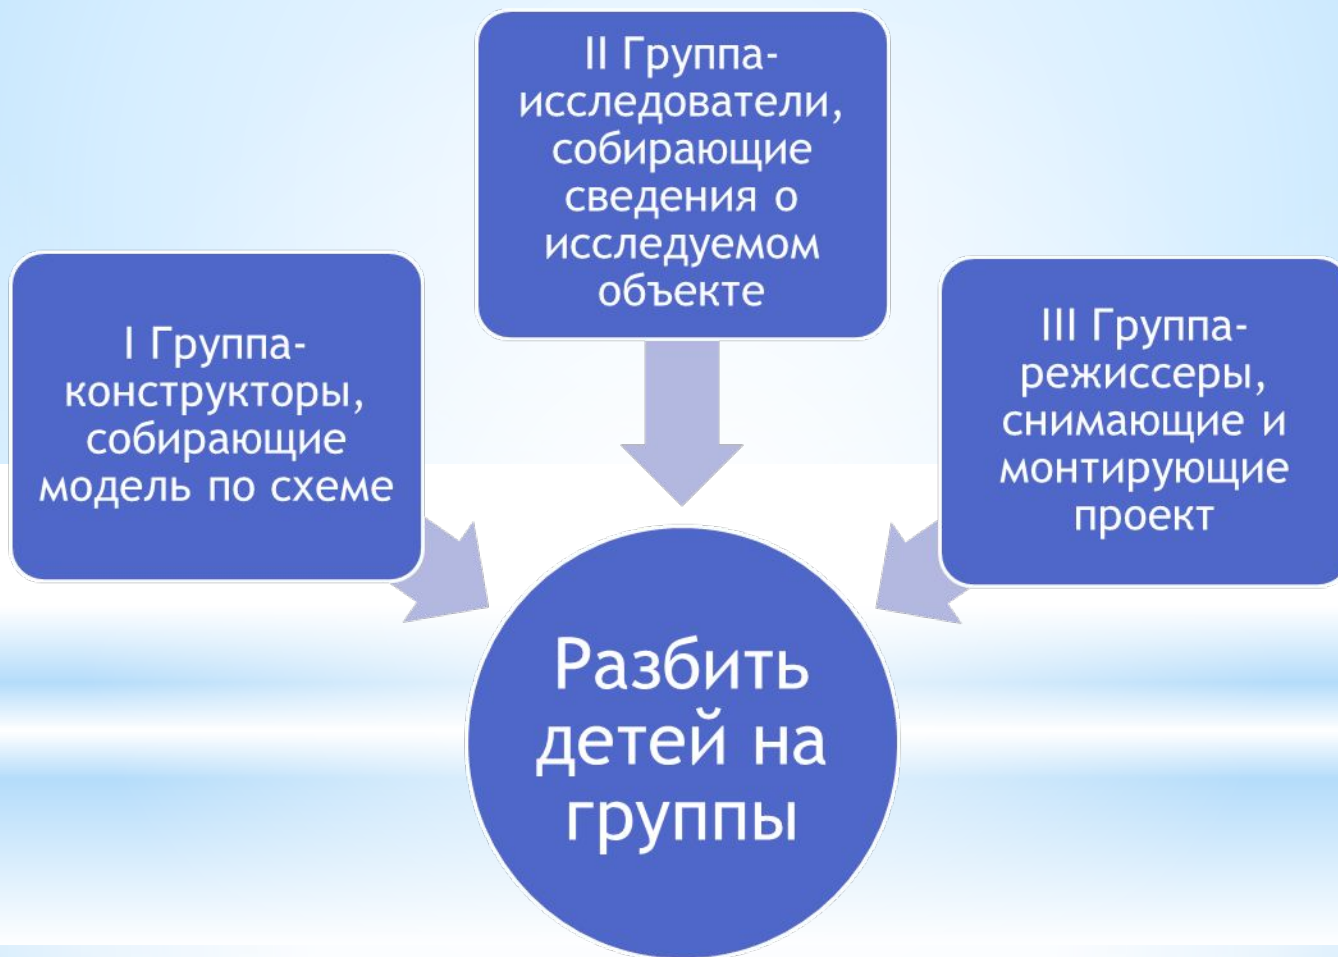 II Группа-
исследователи,
собирающие
сведения о
исследуемом
объекте
I Группа-
конструкторы,
собирающие
модель по схеме
III Группа-
режиссеры,
снимающие и
монтирующие
проект
Разбить
детей на
группы